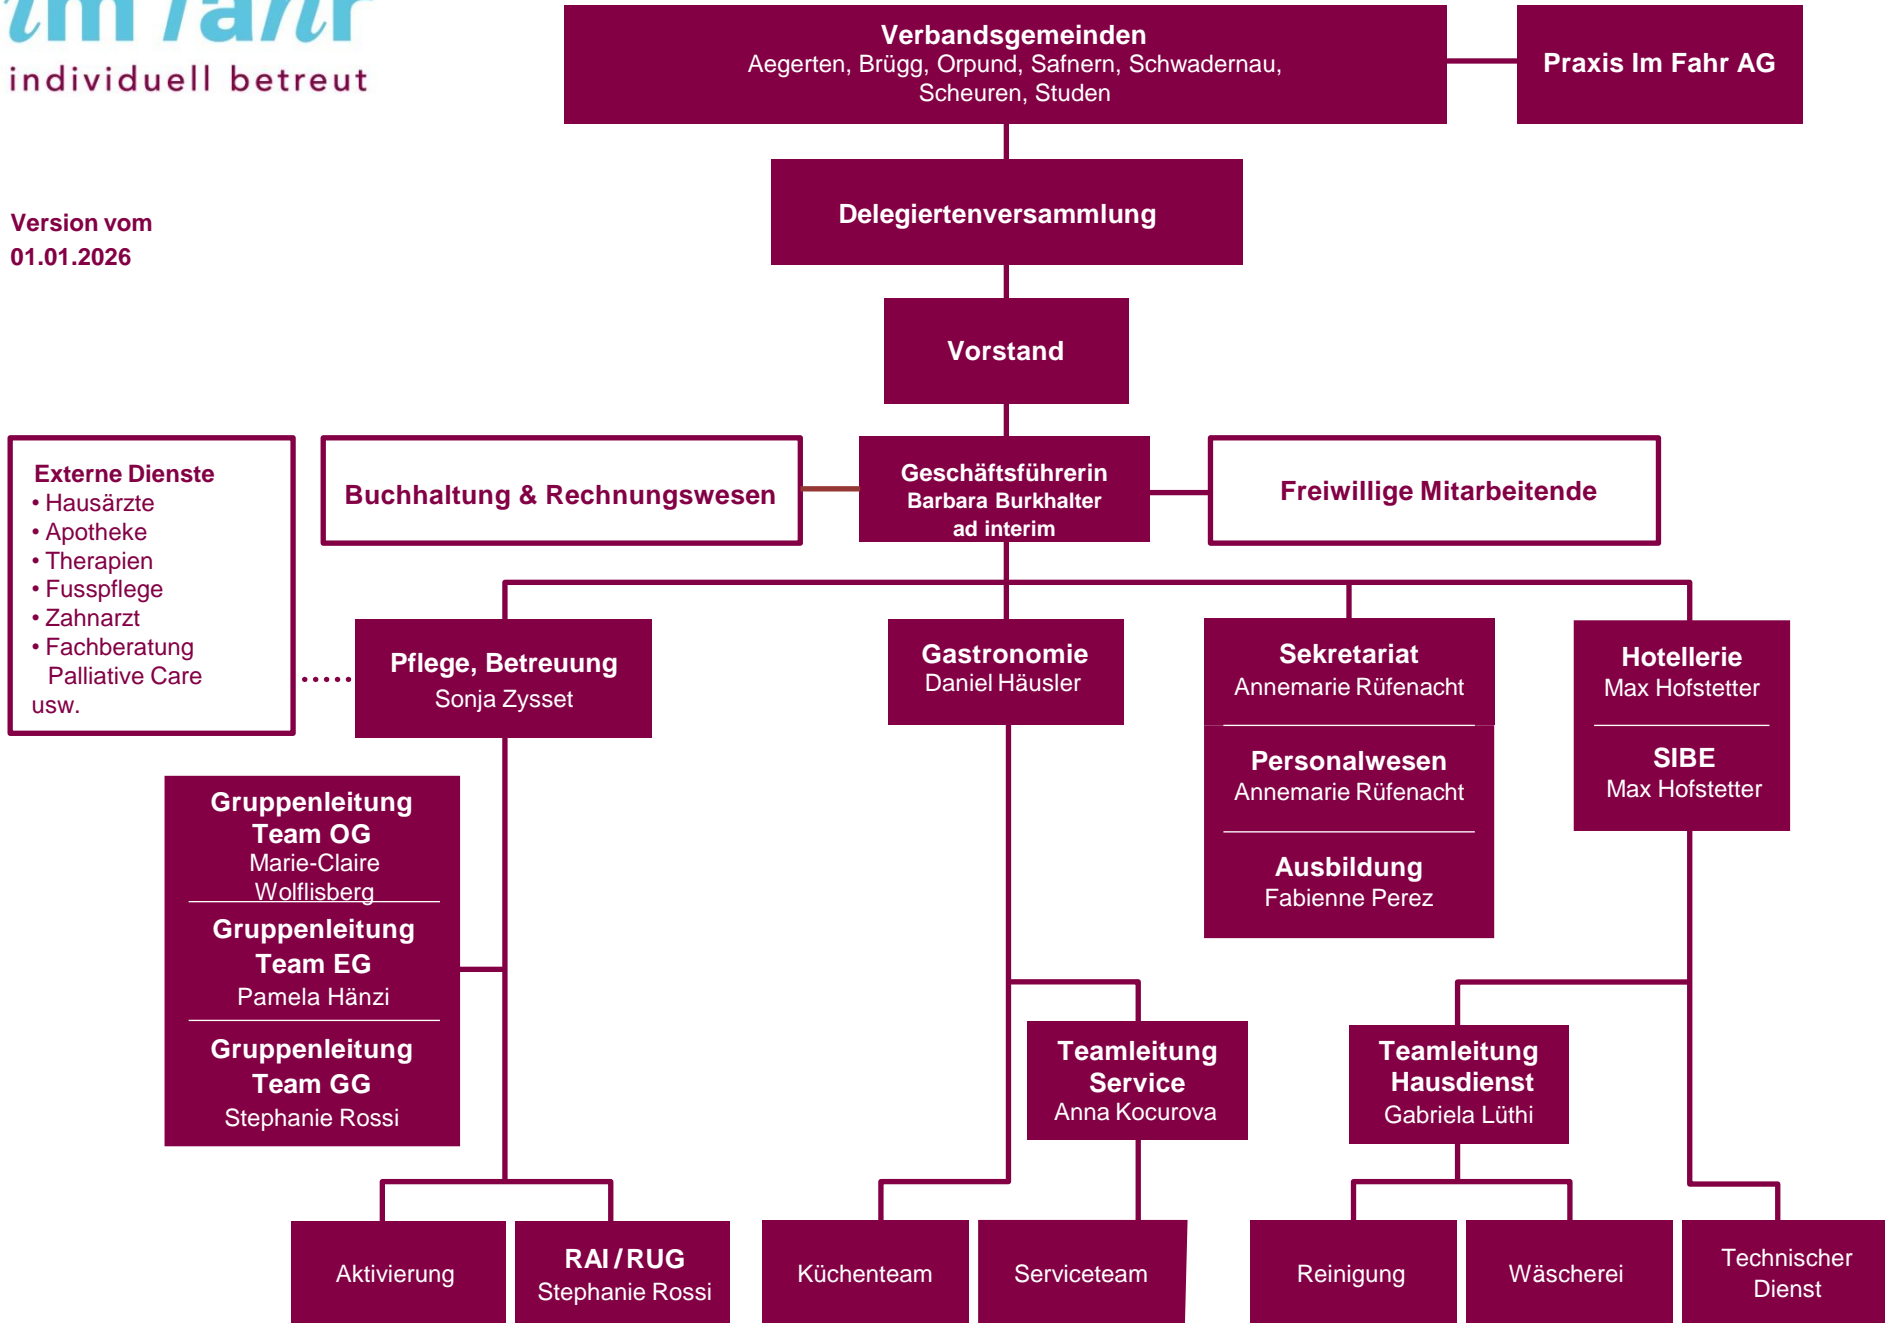 im fahr
individuell betreut
Verbandsgemeinden
Aegerten, Brügg, Orpund, Safnern, Schwadernau,
Scheuren, Studen
Praxis Im Fahr AG
Version vom
01.01.2026
Delegiertenversammlung
Vorstand
Externe Dienste
• Hausärzte
• Apotheke
• Therapien
• Fusspflege
• Zahnarzt
• Fachberatung
Palliative Care
usw.
Buchhaltung & Rechnungswesen
Geschäftsführerin
Barbara Burkhalter
ad interim
Freiwillige Mitarbeitende
Pflege, Betreuung
Sonja Zysset
Gastronomie
Daniel Häusler
Sekretariat
Annemarie Rüfenacht
Personalwesen
Annemarie Rüfenacht
Ausbildung
Fabienne Perez
Hotellerie
Max Hofstetter
SIBE
Max Hofstetter
Gruppenleitung
Team OG
Marie-Claire
Wolflisberg
Gruppenleitung
Team EG
Pamela Hänzi
Gruppenleitung
Team GG
Stephanie Rossi
Teamleitung
Service
Anna Kocurova
Teamleitung
Hausdienst
Gabriela Lüthi
Aktivierung
RAI/RUG
Stephanie Rossi
Küchenteam
Serviceteam
Reinigung
Wäscherei
Technischer
Dienst